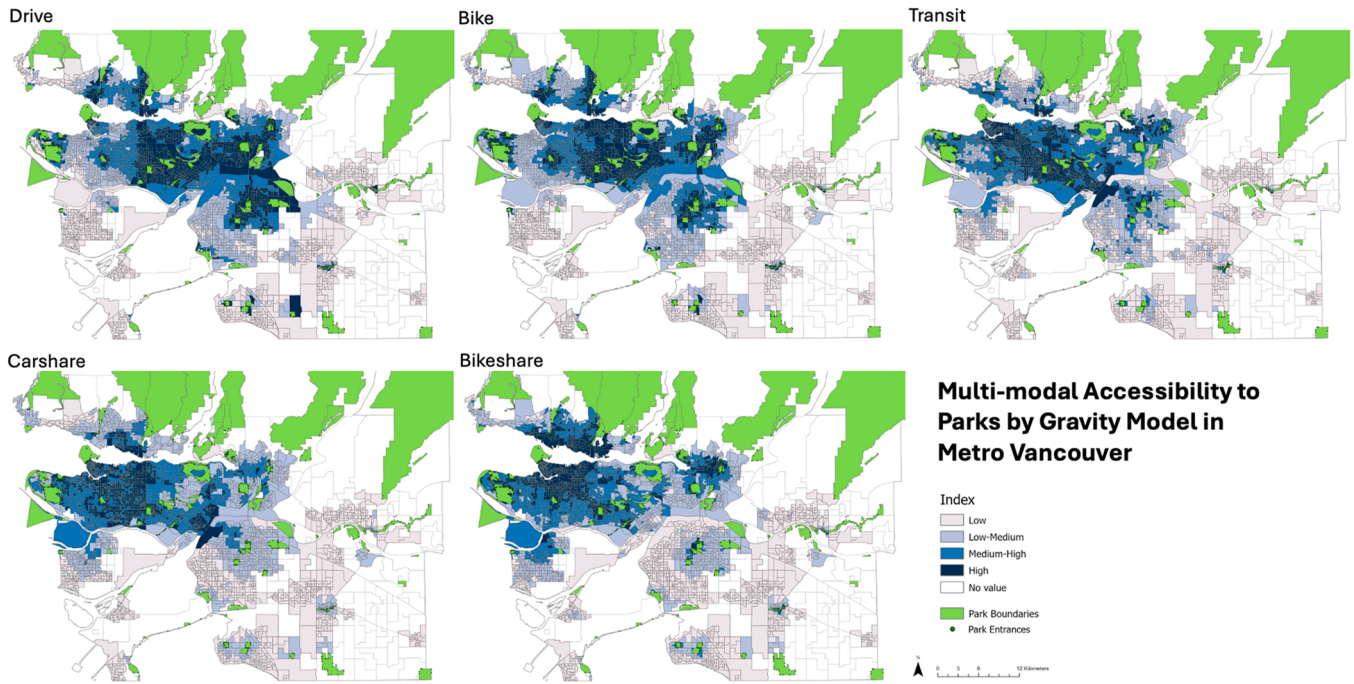 Drive
Bike
Transit
Carshare
Bikeshare
Multi-modal Accessibility to
Parks by Gravity Model in
Metro Vancouver
Index
Low
Low-Medium
Medium-High
High
No value
Park Boundaries
Park Entrances
N
0 3 6 12 Kilometers